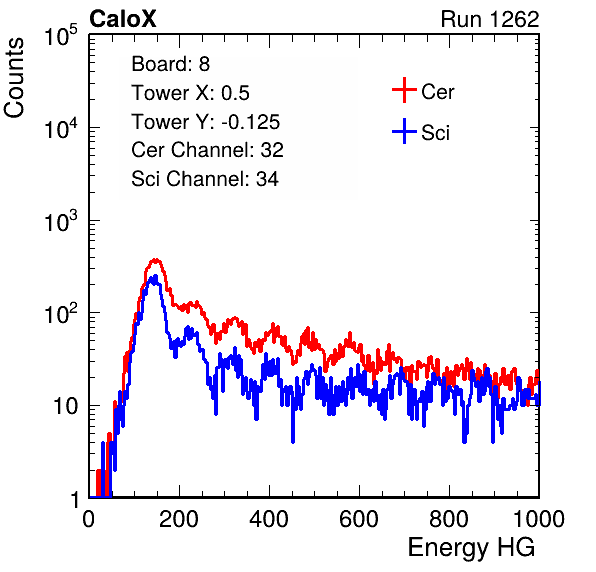 CaloX Run 1262
Counts
Board: 8
Tower X: 0.5
Tower Y: -0.125
Cer Channel: 32
Sci Channel: 34
Cer
Sci
10^5
10^4
10^3
10^2
10
1
0 200 400 600 800 1000
Energy HG